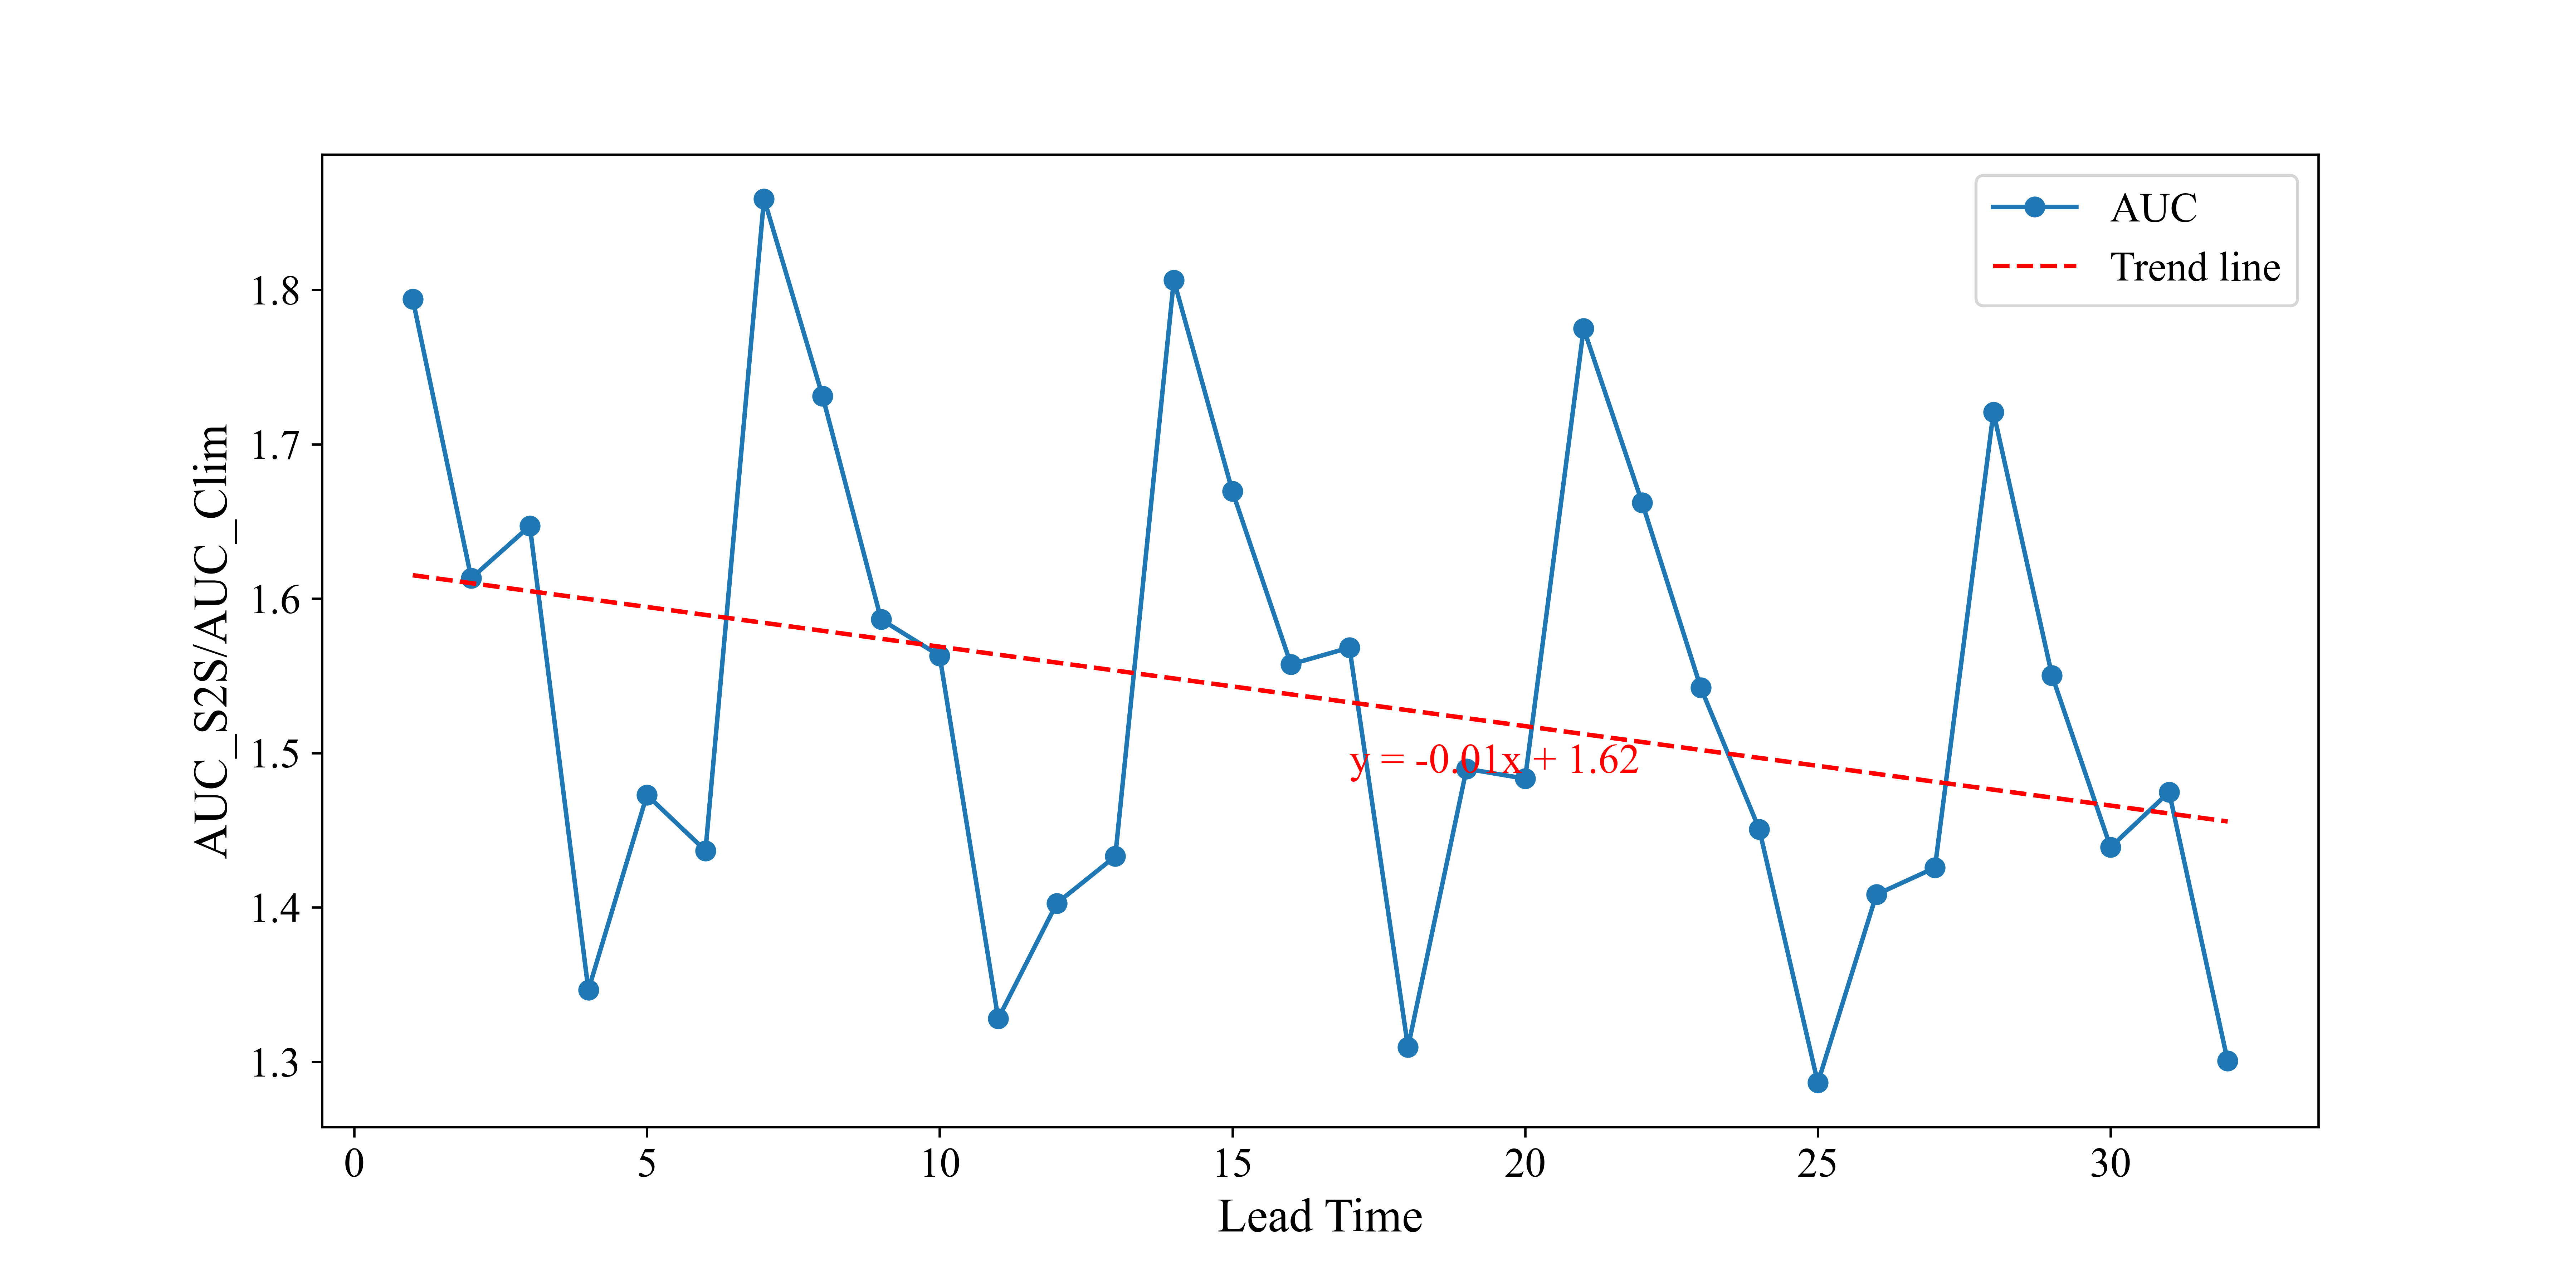 AUC
Trend line
1.8
1.7
1.6
1.5
1.4
1.3
AUC_S2S/AUC_Clim
y = -0.01x + 1.62
0 5 10 15 20 25 30
Lead Time